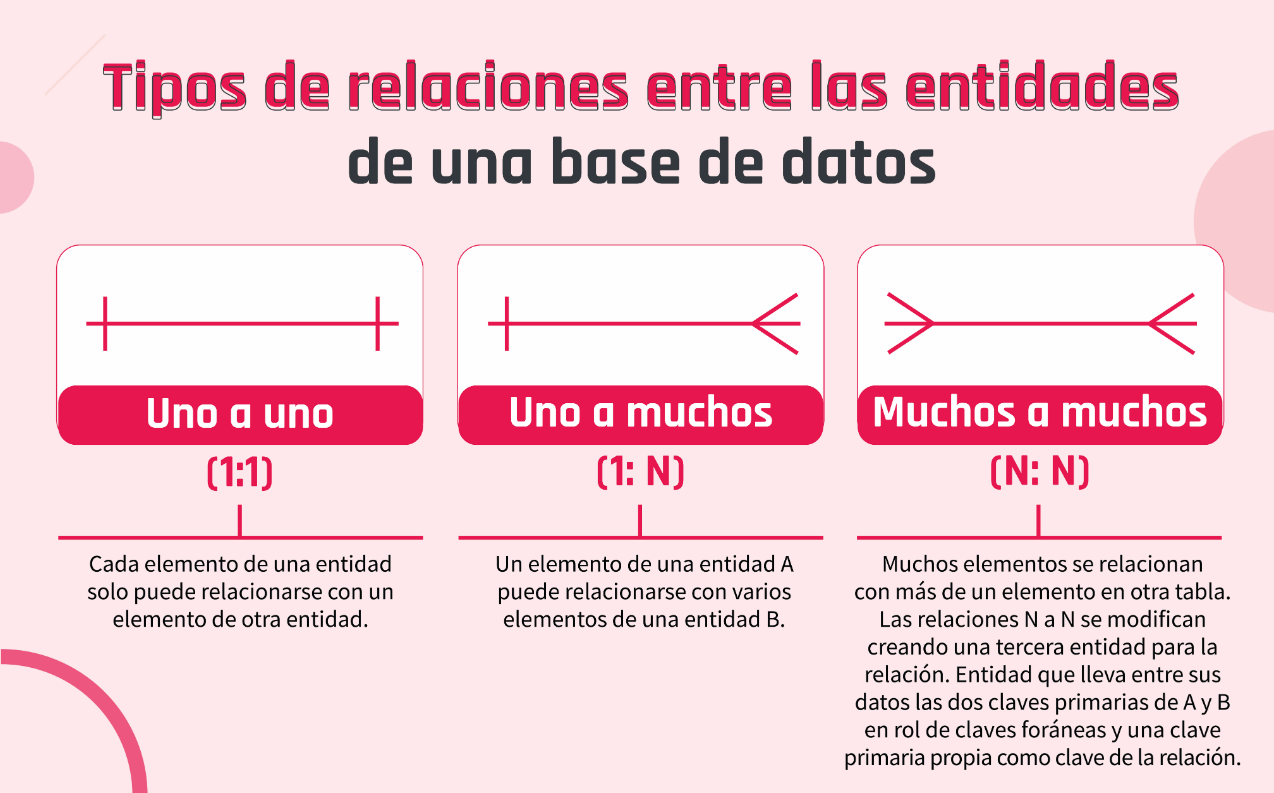 Tipos de relaciones entre las entidades
de una base de datos
Uno a uno
(1:1)
Cada elemento de una entidad
solo puede relacionarse con un
elemento de otra entidad.
Uno a muchos
(1: N)
Un elemento de una entidad A
puede relacionarse con varios
elementos de una entidad B.
Muchos a muchos
(N: N)
Muchos elementos se relacionan
con más de un elemento en otra tabla.
Las relaciones N a N se modifican
creando una tercera entidad para la
relación. Entidad que lleva entre sus
datos las dos claves primarias de A y B
en rol de claves foráneas y una clave
primaria propia como clave de la relación.